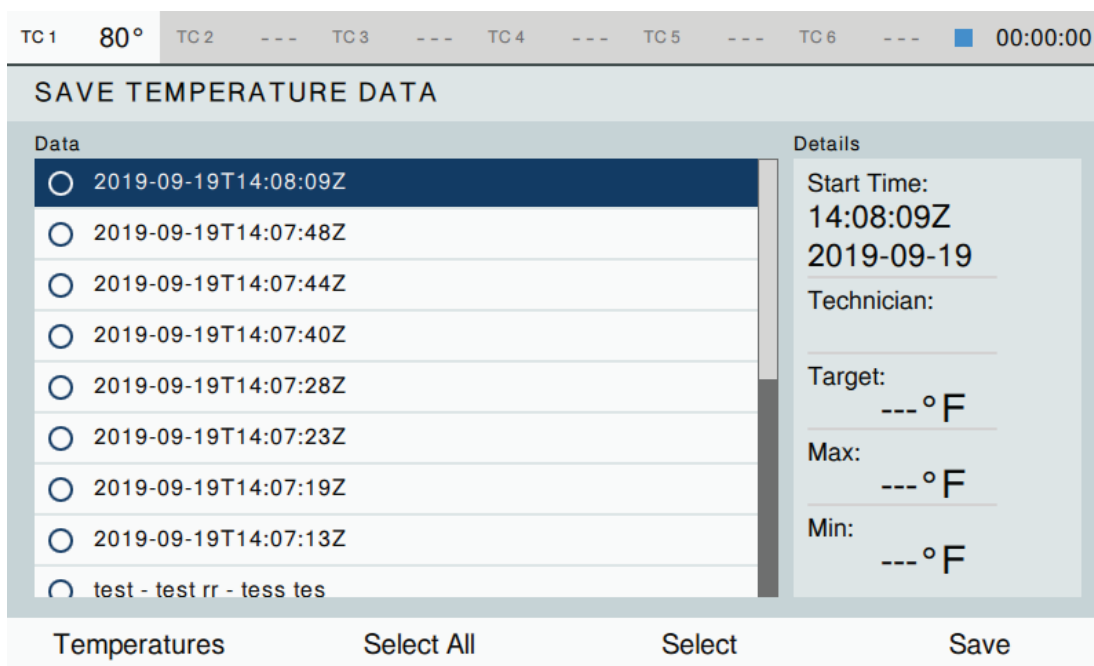 TC 1 80° TC 2 --- TC 3 --- TC 4 --- TC 5 --- TC 6 --- 00:00:00
SAVE TEMPERATURE DATA
Data
2019-09-19T14:08:09Z
2019-09-19T14:07:48Z
2019-09-19T14:07:44Z
2019-09-19T14:07:40Z
2019-09-19T14:07:28Z
2019-09-19T14:07:23Z
2019-09-19T14:07:19Z
2019-09-19T14:07:13Z
test - test rr - tess tes
Details
Start Time:
14:08:09Z
2019-09-19
Technician:
Target:
---°F
Max:
---°F
Min:
---°F
Temperatures Select All Select Save